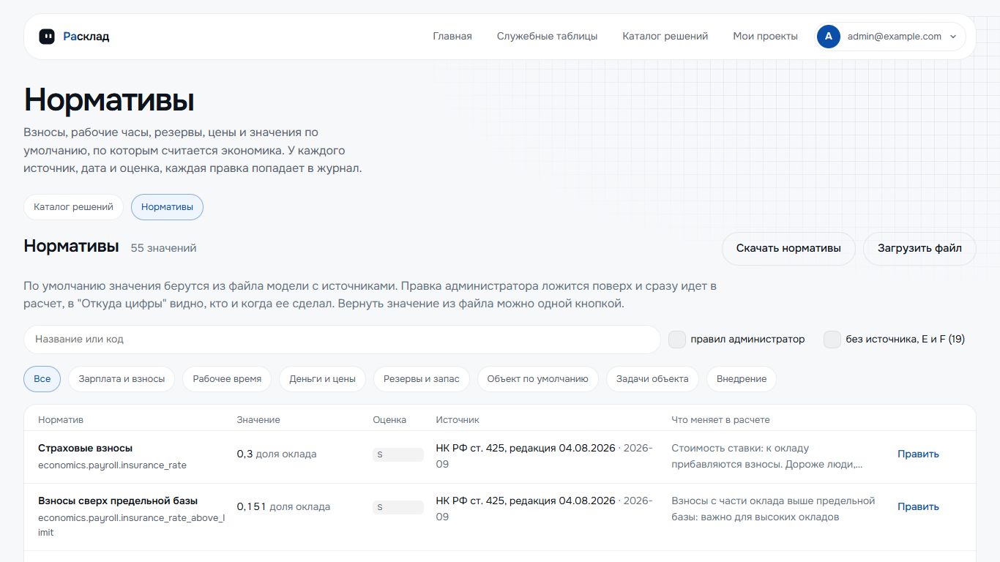 Расклад
Главная
Служебные таблицы
Каталог решений
Мои проекты
A
admin@example.com
Нормативы
Взносы, рабочие часы, резервы, цены и значения по
умолчанию, по которым считается экономика. У каждого
источник, дата и оценка, каждая правка попадает в журнал.
Каталог решений
Нормативы
Нормативы
55 значений
Скачать нормативы
Загрузить файл
По умолчанию значения берутся из файла модели с источниками. Правка администратора ложится поверх и сразу идет в
расчет, в "Откуда цифры" видно, кто и когда ее сделал. Вернуть значение из файла можно одной кнопкой.
Название или код
правил администратор
без источника, E и F (19)
Все
Зарплата и взносы
Рабочее время
Деньги и цены
Резервы и запас
Объект по умолчанию
Задачи объекта
Внедрение
Норматив
Значение
Оценка
Источник
Что меняет в расчете
Страховые взносы
economics.payroll.insurance_rate
0,3 доля оклада
S
НК РФ ст. 425, редакция 04.08.2026 · 2026-
09
Стоимость ставки: к окладу
прибавляются взносы. Дороже люди,...
Править
Взносы сверх предельной базы
economics.payroll.insurance_rate_above_l
imit
0,151 доля оклада
S
НК РФ ст. 425, редакция 04.08.2026 · 2026-
09
Взносы с части оклада выше предельной
базы: важно для высоких окладов
Править